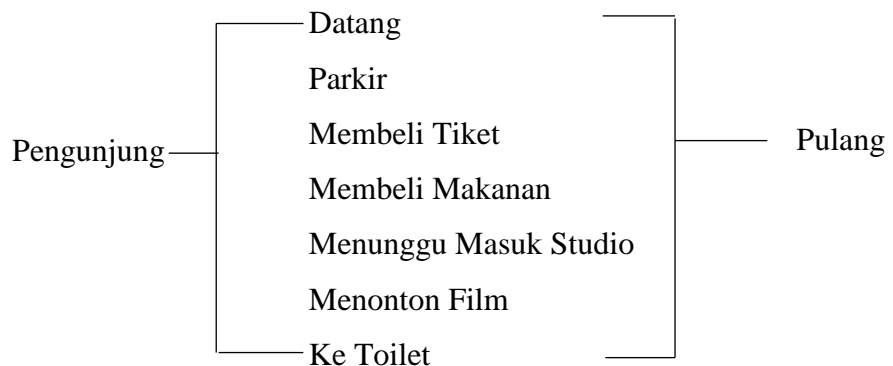 Datang
Parkir
Membeli Tiket
Pengunjung
Pulang
Membeli Makanan
Menunggu Masuk Studio
Menonton Film
Ke Toilet